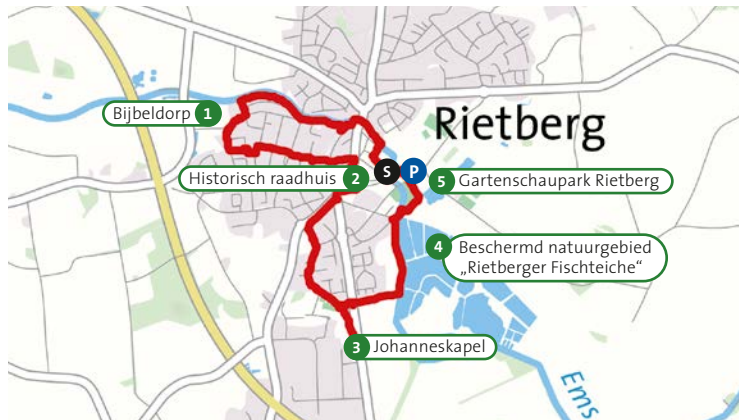 Rietberg
Bijbeldorp 1
Historisch raadhuis 2
S P
5 Gartenschaupark Rietberg
4 Beschermd natuurgebied
„Rietberger Fischteiche“
3 Johanneskapel
Ems